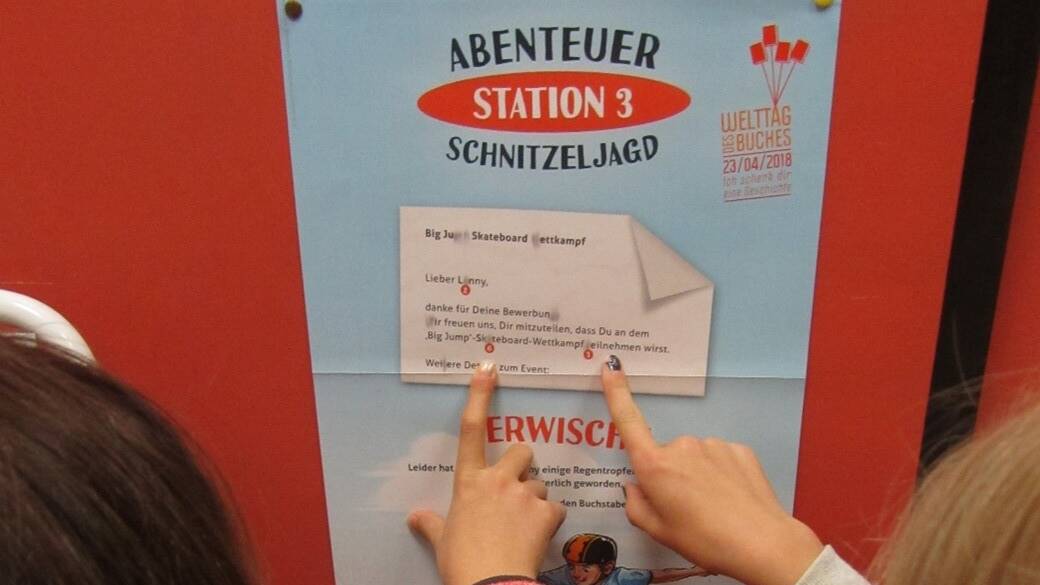 ABENTEUER
STATION 3
SCHNITZELJAGD
WELTTAG
DES BUCHES
23/04/2018
Ich schenk dir
eine Geschichte
Big Ju Skateboard ettkampf
Lieber L nny,
2
danke für Deine Bewerbun
ir freuen uns, Dir mitzuteilen, dass Du an dem
„Big Jump“-Sk teboard-Wettkampf eilnehmen wirst.
6 3
Wei ere De zum Event:
ERWISCH
Leider hat ny einige Regentropfe
erlich geworden.
den Buchstabe